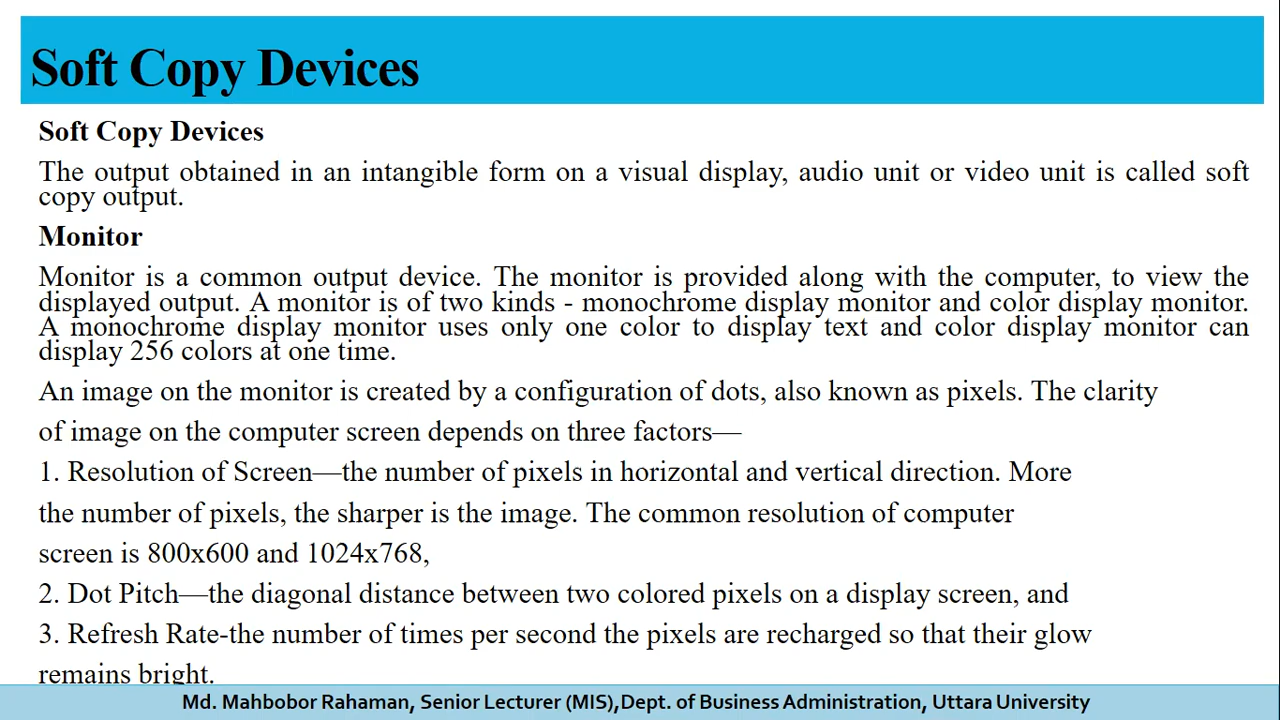 Soft Copy Devices
Soft Copy Devices
The output obtained in an intangible form on a visual display, audio unit or video unit is called soft
copy output.
Monitor
Monitor is a common output device. The monitor is provided along with the computer, to view the
displayed output. A monitor is of two kinds - monochrome display monitor and color display monitor.
A monochrome display monitor uses only one color to display text and color display monitor can
display 256 colors at one time.
An image on the monitor is created by a configuration of dots, also known as pixels. The clarity
of image on the computer screen depends on three factors—
1. Resolution of Screen—the number of pixels in horizontal and vertical direction. More
the number of pixels, the sharper is the image. The common resolution of computer
screen is 800x600 and 1024x768,
2. Dot Pitch—the diagonal distance between two colored pixels on a display screen, and
3. Refresh Rate-the number of times per second the pixels are recharged so that their glow
remains bright.
Md. Mahbobor Rahaman, Senior Lecturer (MIS),Dept. of Business Administration, Uttara University